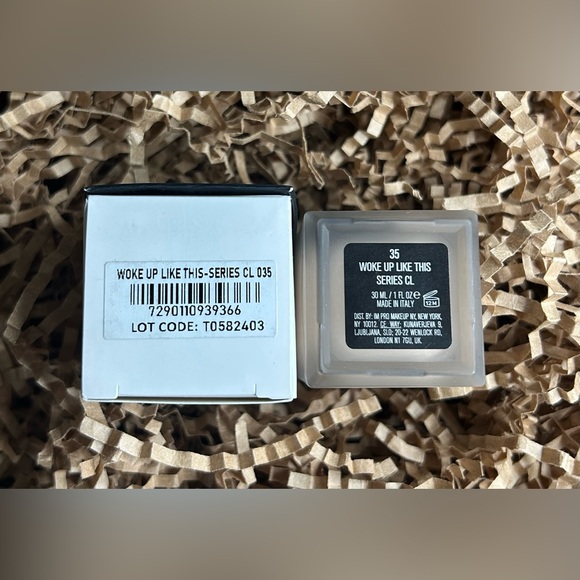 WOKE UP LIKE THIS-SERIES CL 035
7290110939366
LOT CODE: T0582403
35
WOKE UP LIKE THIS
SERIES CL
30 ML / 1 FL OZ ℮ 12M
MADE IN ITALY
DIST. BY: IM PRO MAKEUP NY, NEW YORK,
NY 10012. CE WAY; KUNAVERJEVA 9,
LJUBLJANA, SLO; 20-22 WENLOCK RD,
LONDON N1 7GU, UK.